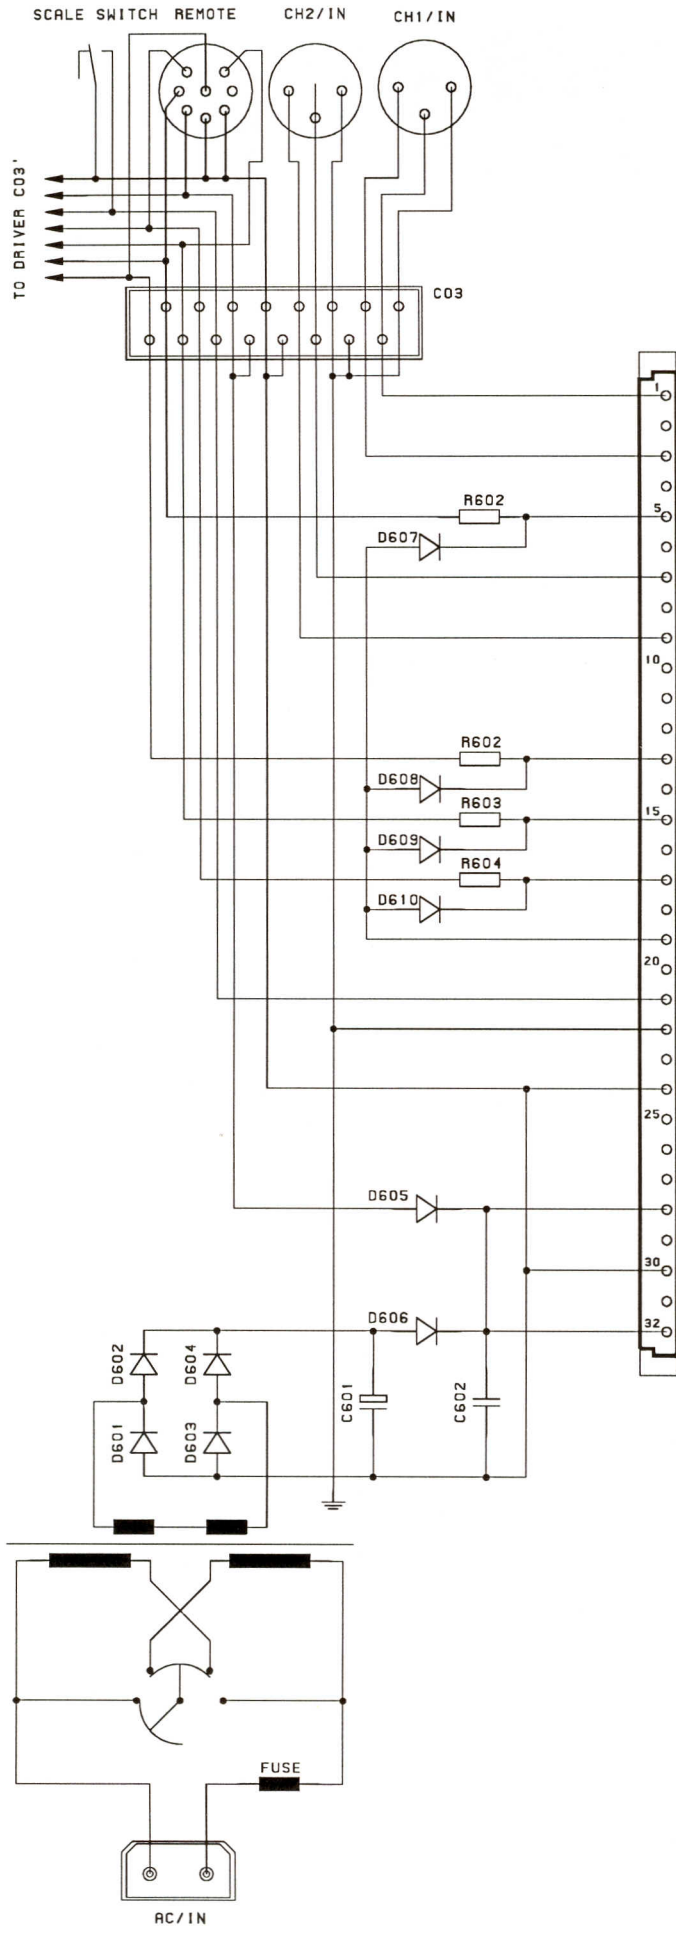 SCALE SWITCH REMOTE
CH2/IN
CH1/IN
TO DRIVER C03'
C03
1
R602
5
D607
10
R602
D608
R603
15
D609
R604
D610
20
25
D605
30
D606
32
D602
D604
C601
C602
D601
D603
FUSE
AC/IN